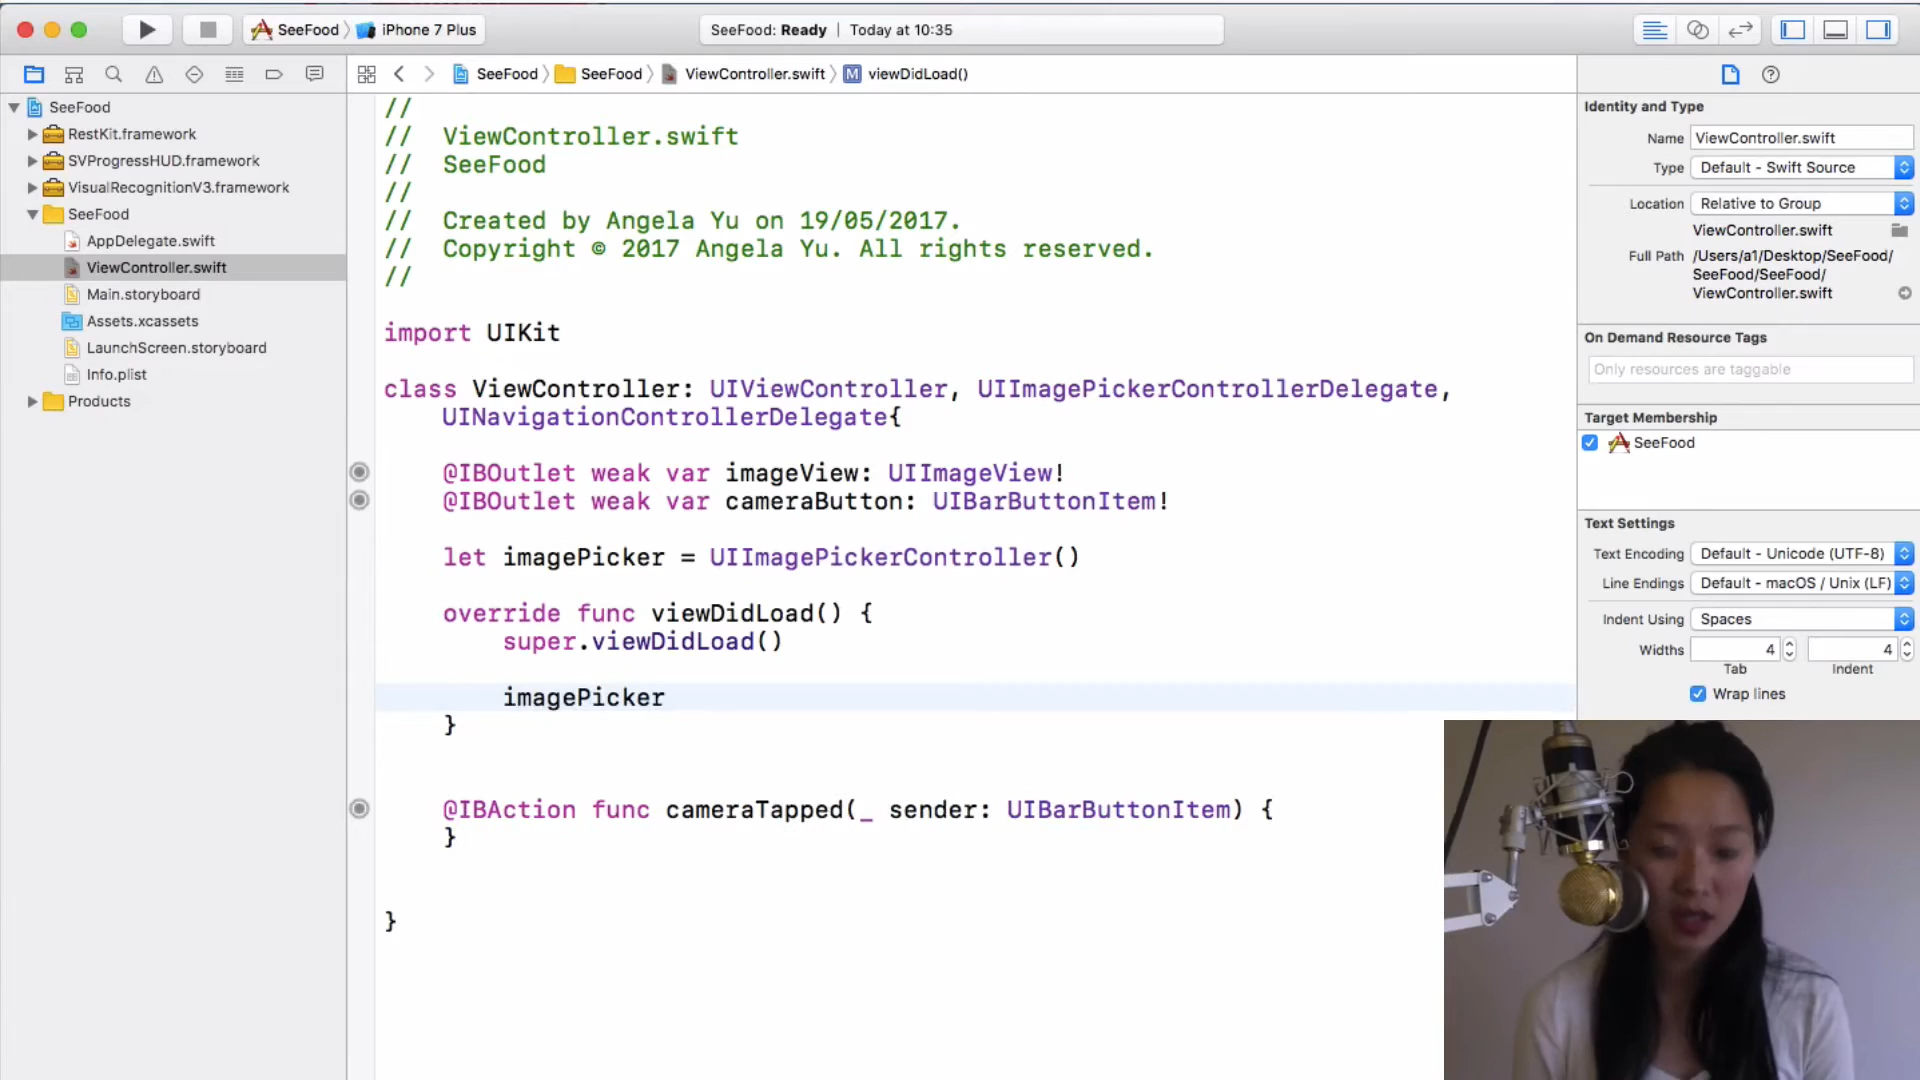 SeeFood
iPhone 7 Plus
SeeFood: Ready | Today at 10:35
SeeFood
SeeFood
ViewController.swift
M viewDidLoad()
SeeFood
RestKit.framework
SVProgressHUD.framework
VisualRecognitionV3.framework
SeeFood
AppDelegate.swift
ViewController.swift
Main.storyboard
Assets.xcassets
LaunchScreen.storyboard
Info.plist
Products
//
// ViewController.swift
// SeeFood
//
// Created by Angela Yu on 19/05/2017.
// Copyright © 2017 Angela Yu. All rights reserved.
//
import UIKit
class ViewController: UIViewController, UIImagePickerControllerDelegate,
UINavigationControllerDelegate{
@IBOutlet weak var imageView: UIImageView!
@IBOutlet weak var cameraButton: UIBarButtonItem!
let imagePicker = UIImagePickerController()
override func viewDidLoad() {
super.viewDidLoad()
imagePicker
}
@IBAction func cameraTapped(_ sender: UIBarButtonItem) {
}
}
Identity and Type
Name ViewController.swift
Type Default - Swift Source
Location Relative to Group
ViewController.swift
Full Path /Users/a1/Desktop/SeeFood/
SeeFood/SeeFood/
ViewController.swift
On Demand Resource Tags
Only resources are taggable
Target Membership
SeeFood
Text Settings
Text Encoding Default - Unicode (UTF-8)
Line Endings Default - macOS / Unix (LF)
Indent Using Spaces
Widths 4 4
Tab Indent
Wrap lines